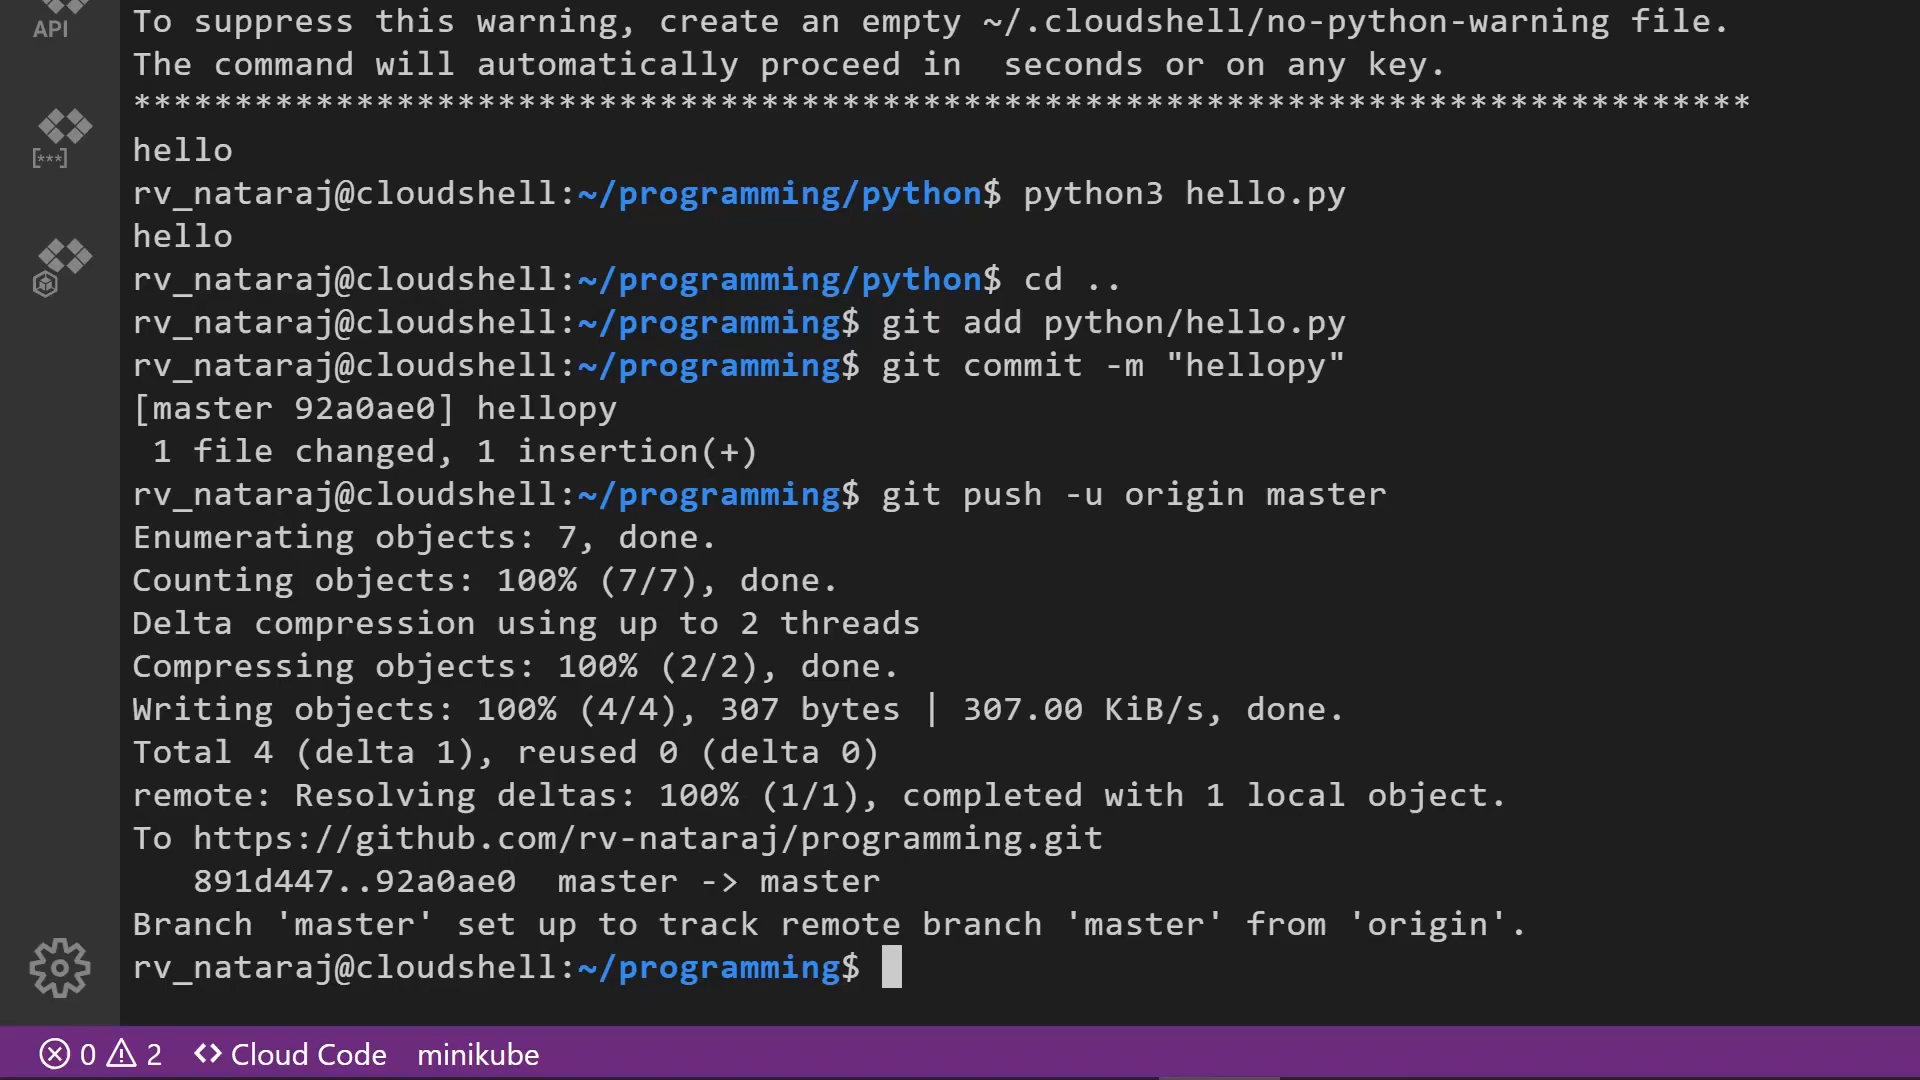 API
To suppress this warning, create an empty ~/.cloudshell/no-python-warning file.
The command will automatically proceed in  seconds or on any key.
********************************************************************************
[***]
hello
rv_nataraj@cloudshell:~/programming/python$ python3 hello.py
hello
rv_nataraj@cloudshell:~/programming/python$ cd ..
rv_nataraj@cloudshell:~/programming$ git add python/hello.py
rv_nataraj@cloudshell:~/programming$ git commit -m "hellopy"
[master 92a0ae0] hellopy
 1 file changed, 1 insertion(+)
rv_nataraj@cloudshell:~/programming$ git push -u origin master
Enumerating objects: 7, done.
Counting objects: 100% (7/7), done.
Delta compression using up to 2 threads
Compressing objects: 100% (2/2), done.
Writing objects: 100% (4/4), 307 bytes | 307.00 KiB/s, done.
Total 4 (delta 1), reused 0 (delta 0)
remote: Resolving deltas: 100% (1/1), completed with 1 local object.
To https://github.com/rv-nataraj/programming.git
   891d447..92a0ae0  master -> master
Branch 'master' set up to track remote branch 'master' from 'origin'.
rv_nataraj@cloudshell:~/programming$
0 2 <> Cloud Code minikube